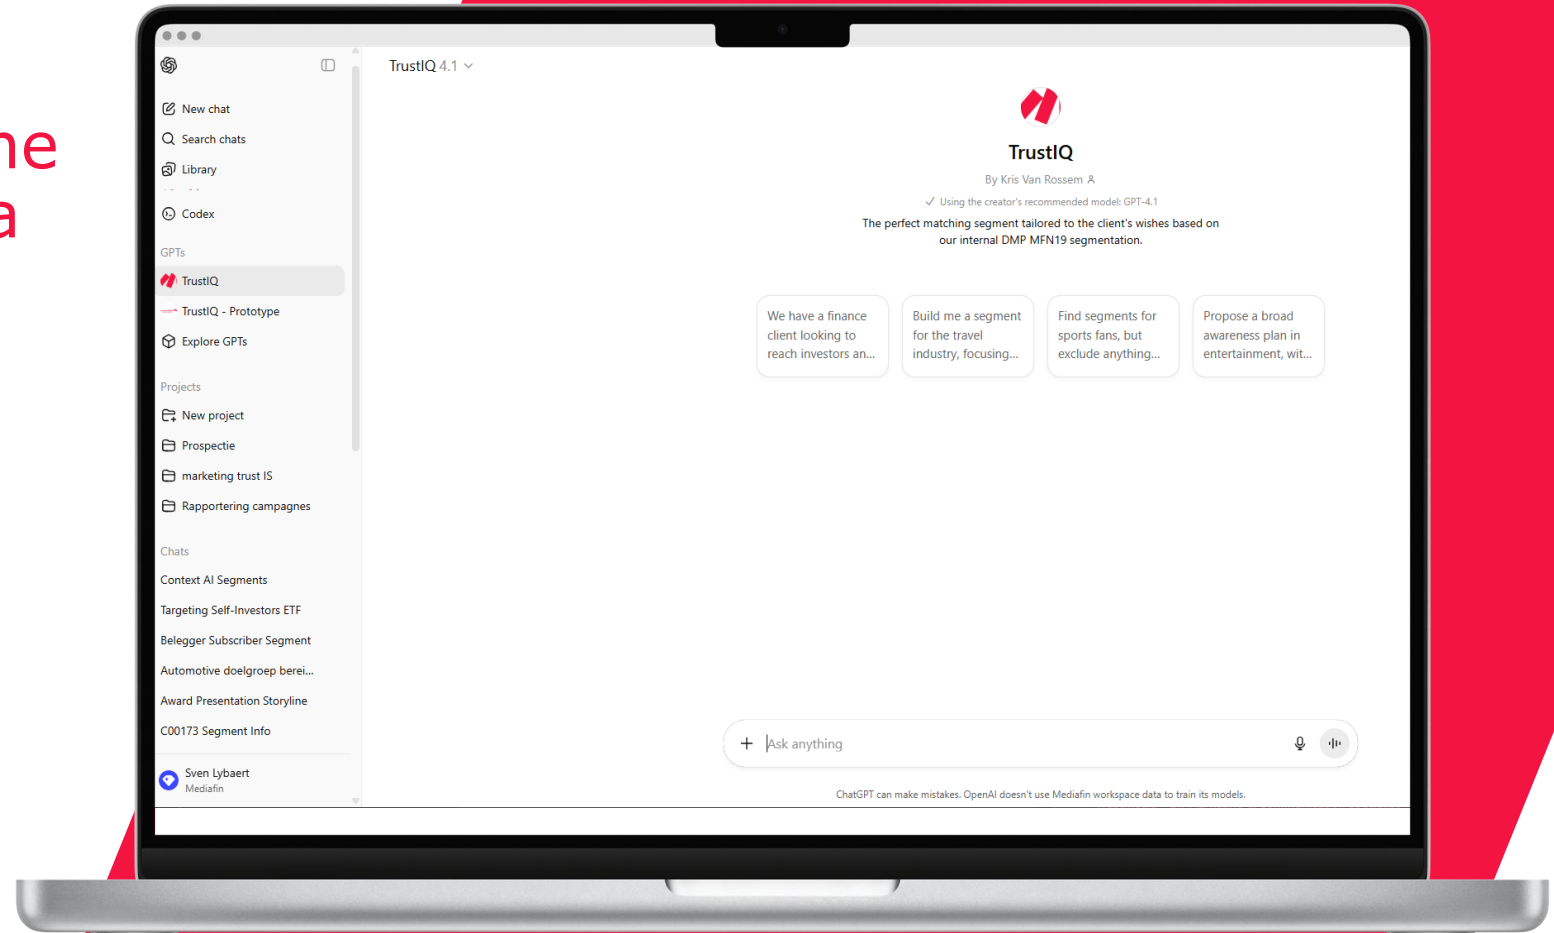 ne
a
TrustIQ 4.1
New chat
Search chats
Library
Codex
GPTs
TrustIQ
TrustIQ - Prototype
Explore GPTs
Projects
New project
Prospectie
marketing trust IS
Rapportering campagnes
Chats
Context AI Segments
Targeting Self-Investors ETF
Belegger Subscriber Segment
Automotive doelgroep berei...
Award Presentation Storyline
C00173 Segment Info
Sven Lybaert
Mediafin
TrustIQ
By Kris Van Rossem
Using the creator's recommended model: GPT-4.1
The perfect matching segment tailored to the client's wishes based on
our internal DMP MFN19 segmentation.
We have a finance
client looking to
reach investors an...
Build me a segment
for the travel
industry, focusing...
Find segments for
sports fans, but
exclude anything...
Propose a broad
awareness plan in
entertainment, wit...
Ask anything
ChatGPT can make mistakes. OpenAI doesn't use Mediafin workspace data to train its models.